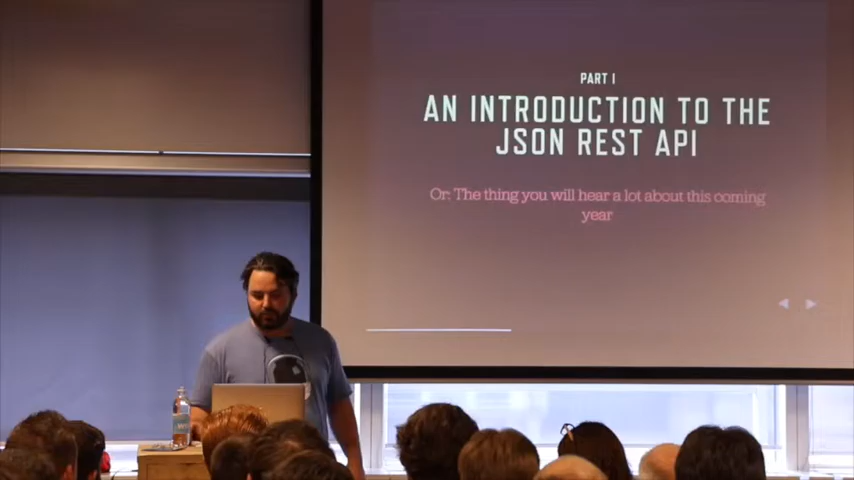 PART I
AN INTRODUCTION TO THE
JSON REST API
Or: The thing you will hear a lot about this coming
year